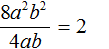 8a²b²/4ab = 2